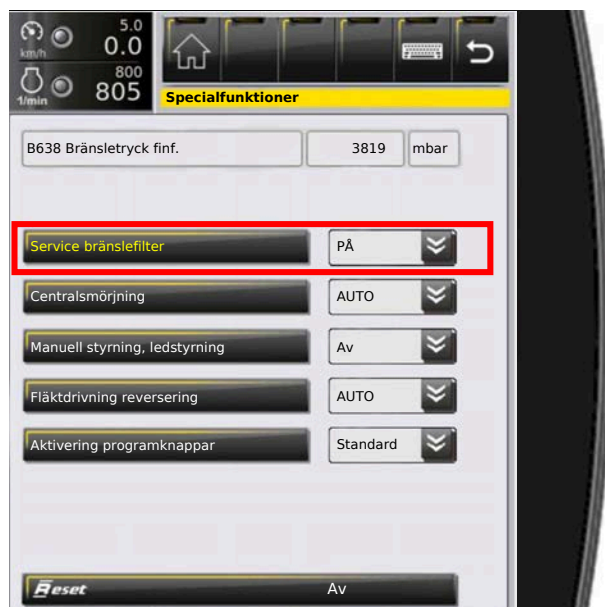 5.0
km/h 0.0
800
1/min 805
Specialfunktioner
B638 Bränsletryck finf. 3819 mbar
Service bränslefilter PÅ
Centralsmörjning AUTO
Manuell styrning, ledstyrning Av
Fläktdrivning reversering AUTO
Aktivering programknappar Standard
Reset Av